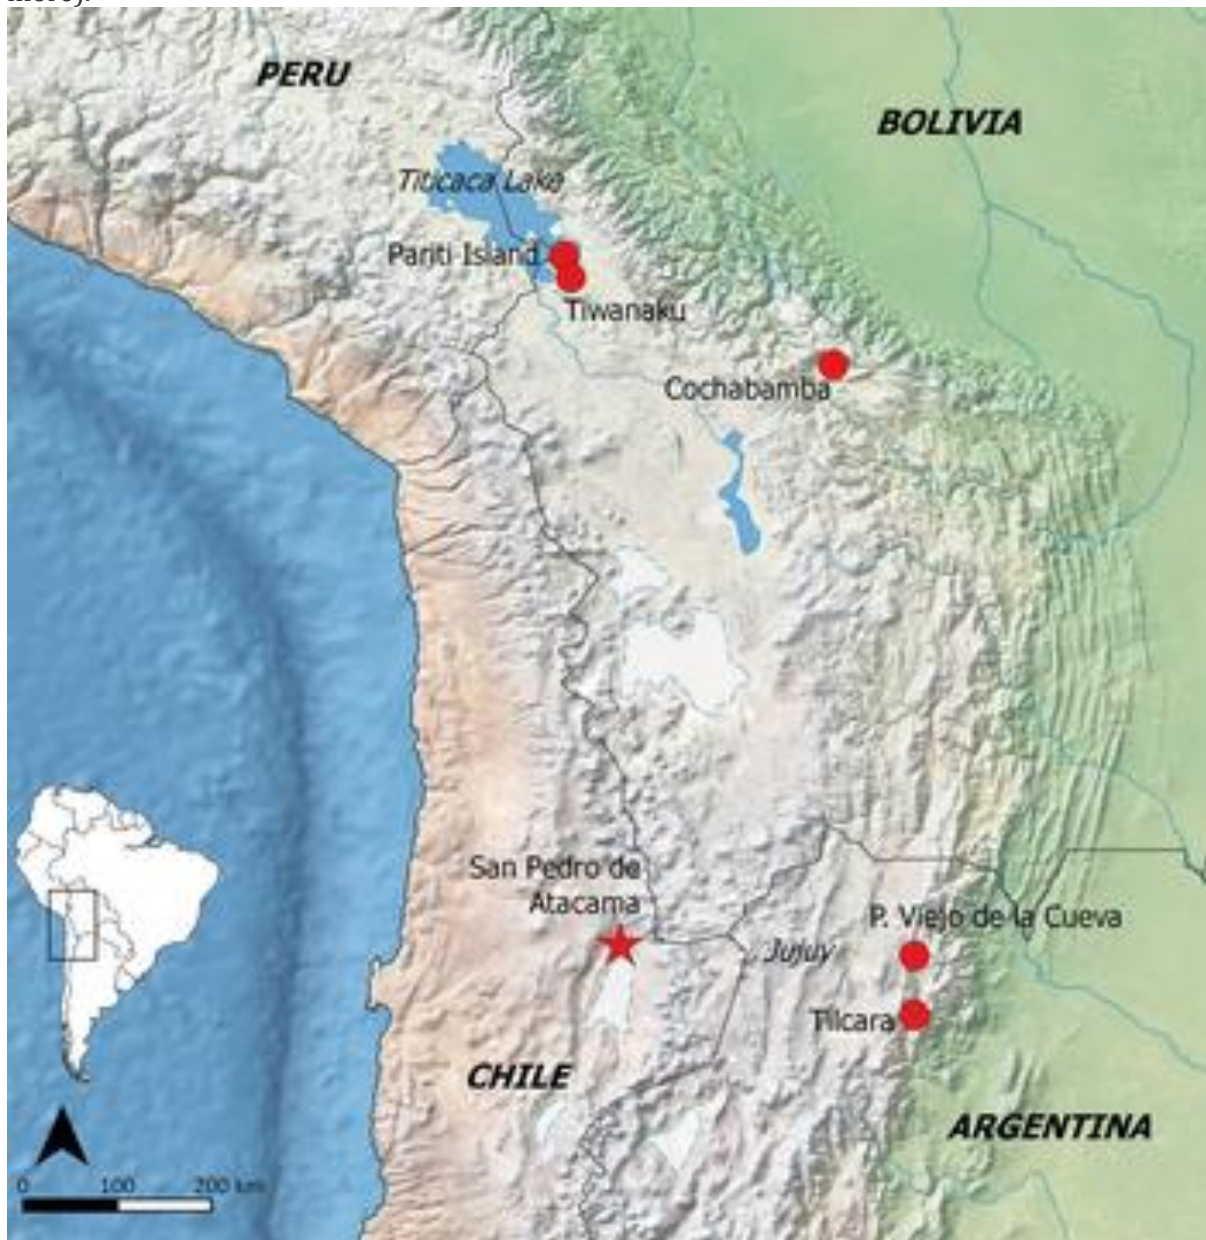 more).
PERU
BOLIVIA
Titicaca Lake
Pariti Island
Tiwanaku
Cochabamba
San Pedro de
Atacama
P. Viejo de la Cueva
Jujuy
Tilcara
CHILE
ARGENTINA
0 100 200 km